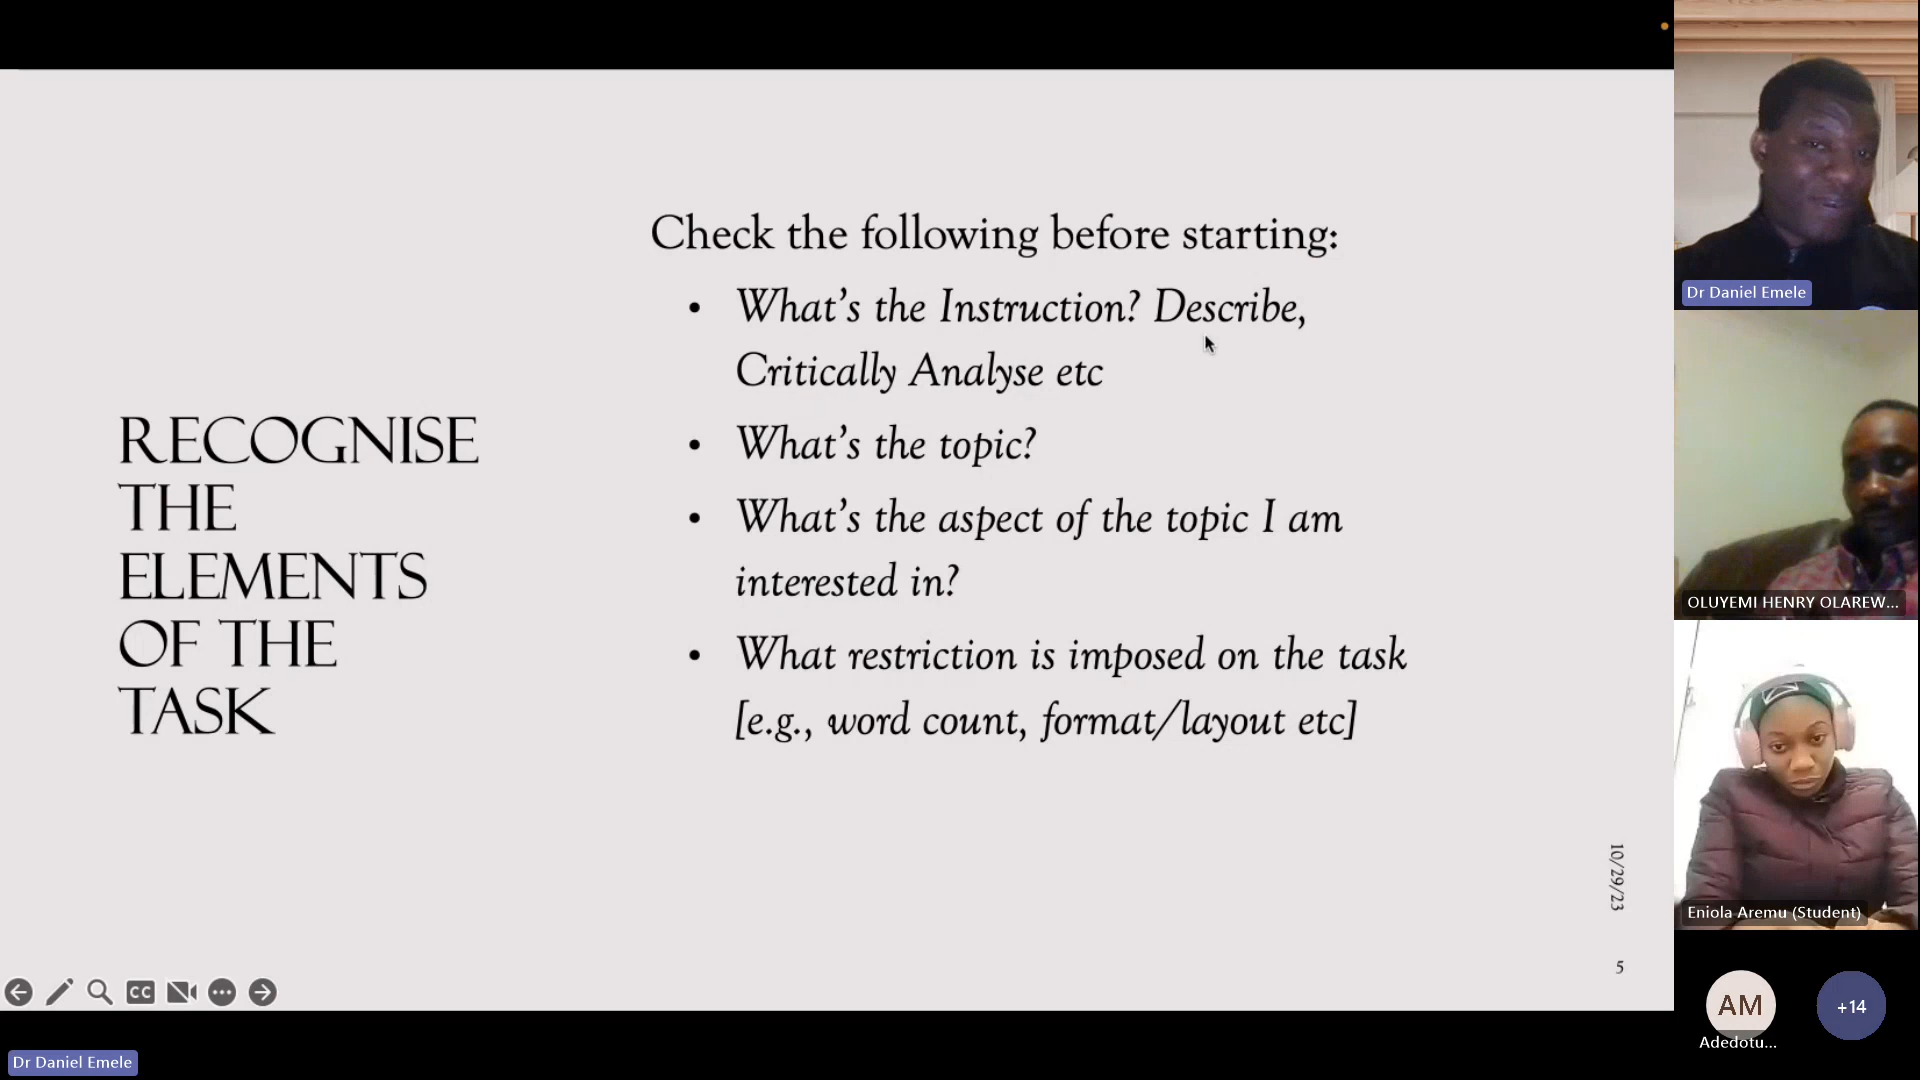 RECOGNISE
THE
ELEMENTS
OF THE
TASK
Check the following before starting:
• What's the Instruction? Describe,
Critically Analyse etc
• What's the topic?
• What's the aspect of the topic I am
interested in?
• What restriction is imposed on the task
[e.g., word count, format/layout etc]
10/29/23
5
CC
Dr Daniel Emele
Dr Daniel Emele
OLUYEMI HENRY OLAREW...
Eniola Aremu (Student)
AM
Adedotu...
+14